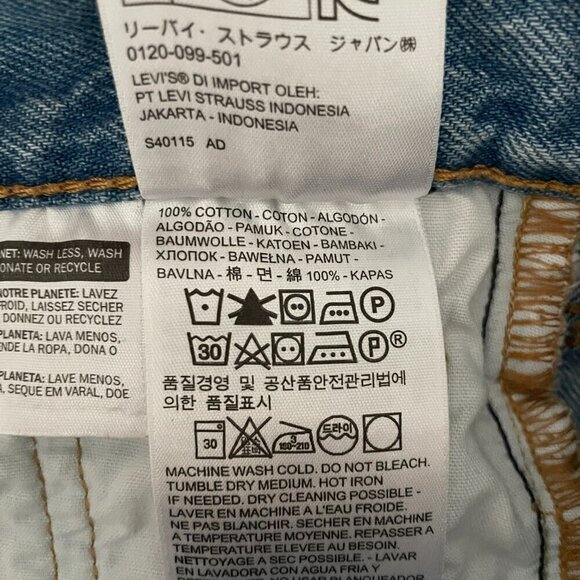 リーバイ・ストラウス ジャパン㈱
0120-099-501
LEVI'S® DI IMPORT OLEH:
PT LEVI STRAUSS INDONESIA
JAKARTA - INDONESIA
S40115 AD
NET: WASH LESS, WASH
ONATE OR RECYCLE
NOTRE PLANETE: LAVEZ
FROID, LAISSEZ SECHER
DONNEZ OU RECYCLEZ
PLANETA: LAVA MENOS,
NDE LA ROPA, DONA O
PLANETA: LAVE MENOS,
A, SEQUE EM VARAL, DOE
100% COTTON - COTON - ALGODÓN -
ALGODÃO - PAMUK - COTONE -
BAUMWOLLE - KATOEN - BAMBAKI -
ХЛОПОК - BAWEŁNA - PAMUT -
BAVLNA - 棉 - 면 - 綿 100% - KAPAS
P
30 P ®
품질경영 및 공산품안전관리법에
의한 품질표시
30 3 180~210 드라이
MACHINE WASH COLD. DO NOT BLEACH.
TUMBLE DRY MEDIUM. HOT IRON
IF NEEDED. DRY CLEANING POSSIBLE -
LAVER EN MACHINE A L'EAU FROIDE.
NE PAS BLANCHIR. SECHER EN MACHINE
A TEMPERATURE MOYENNE. REPASSER A
TEMPERATURE ELEVEE AU BESOIN.
NETTOYAGE A SEC POSSIBLE - LAVAR
EN LAVADORA CON AGUA FRIA Y